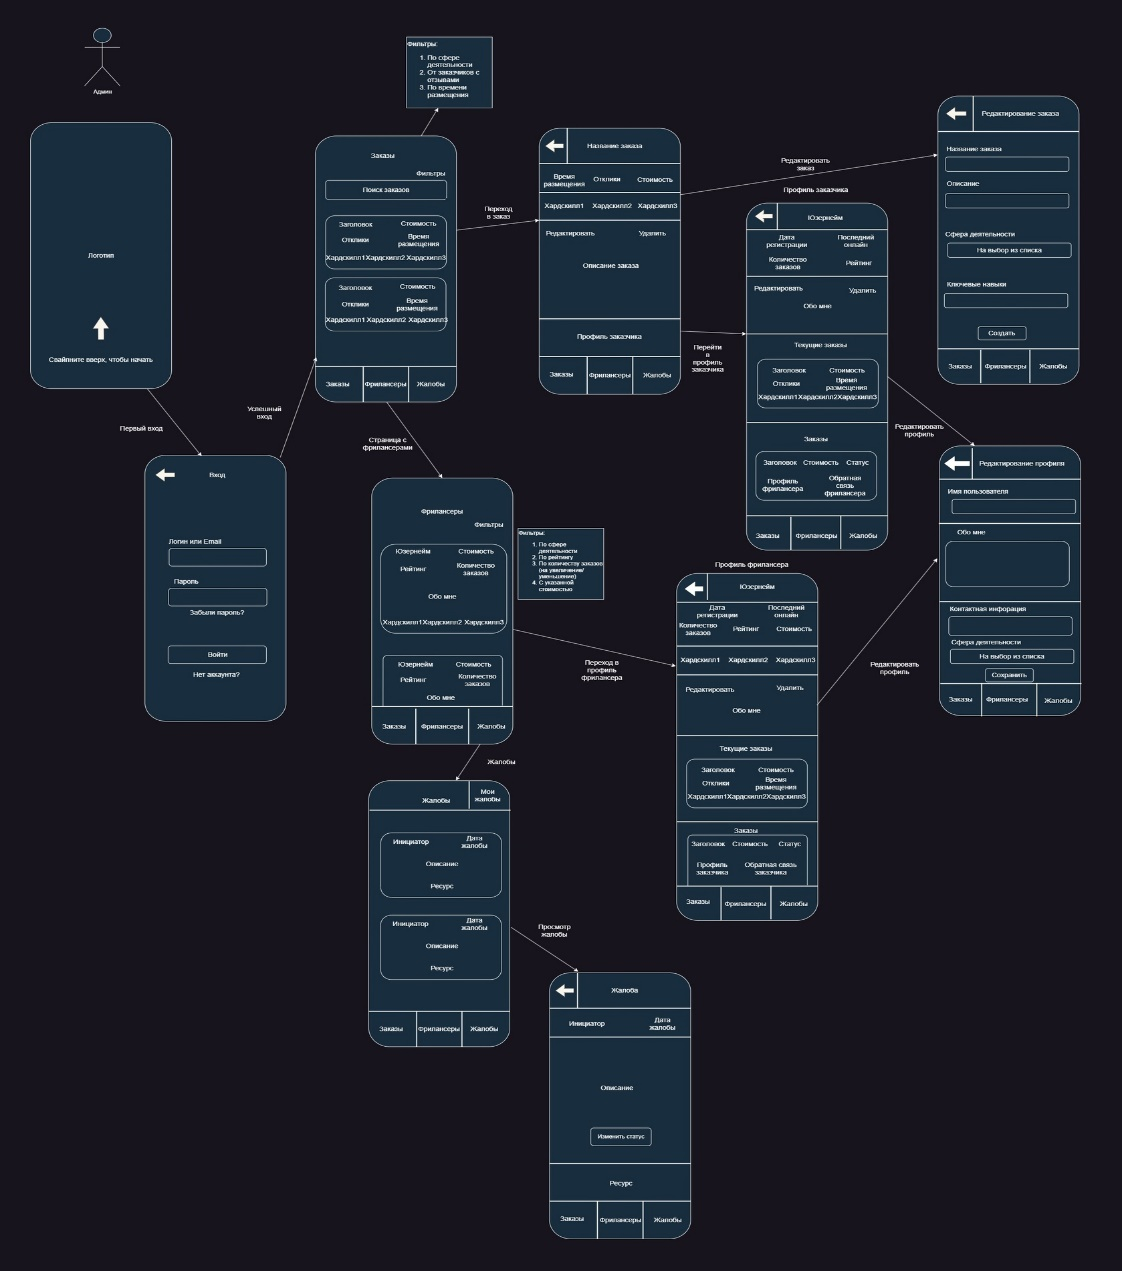 Админ
Логотип
Свайпните вверх, чтобы начать
Первый вход
Вход
Логин или Email
Пароль
Забыли пароль?
Войти
Нет аккаунта?
Успешный
вход
Фильтры:
1. По сфере
деятельности
2. От заказчиков с
отзывами
3. По времени
размещения
Заказы
Фильтры
Поиск заказов
Заголовок Стоимость
Отклики Время
размещения
Хардскилл1 Хардскилл2 Хардскилл3
Заголовок Стоимость
Отклики Время
размещения
Хардскилл1 Хардскилл2 Хардскилл3
Заказы Фрилансеры Жалобы
Переход
в заказ
Название заказа
Время
размещения Отклики Стоимость
Хардскилл1 Хардскилл2 Хардскилл3
Редактировать Удалить
Описание заказа
Профиль заказчика
Заказы Фрилансеры Жалобы
Редактировать
заказ
Редактирование заказа
Название заказа
Описание
Сфера деятельности
На выбор из списка
Ключевые навыки
Создать
Заказы Фрилансеры Жалобы
Перейти
в
профиль
заказчика
Профиль заказчика
Юзернейм
Дата
регистрации Последний
онлайн
Количество
заказов Рейтинг
Редактировать Удалить
Обо мне
Текущие заказы
Заголовок Стоимость
Отклики Время
размещения
Хардскилл1 Хардскилл2 Хардскилл3
Заказы
Заголовок Стоимость Статус
Профиль
фрилансера Обратная
связь
фрилансера
Заказы Фрилансеры Жалобы
Редактировать
профиль
Редактирование профиля
Имя пользователя
Обо мне
Контактная инфорация
Сфера деятельности
На выбор из списка
Сохранить
Заказы Фрилансеры Жалобы
Страница с
фрилансерами
Фрилансеры
Фильтры
Юзернейм Стоимость
Рейтинг Количество
заказов
Обо мне
Хардскилл1 Хардскилл2 Хардскилл3
Юзернейм Стоимость
Рейтинг Количество
заказов
Обо мне
Заказы Фрилансеры Жалобы
Фильтры:
1. По сфере
деятельности
2. По рейтингу
3. По количеству заказов
(на увеличение/
уменьшение)
4. С указанной
стоимостью
Переход в
профиль
фрилансера
Профиль фрилансера
Юзернейм
Дата
регистрации Последний
онлайн
Количество
заказов Рейтинг Стоимость
Хардскилл1 Хардскилл2 Хардскилл3
Редактировать Удалить
Обо мне
Текущие заказы
Заголовок Стоимость
Отклики Время
размещения
Хардскилл1 Хардскилл2 Хардскилл3
Заказы
Заголовок Стоимость Статус
Профиль
заказчика Обратная связь
заказчика
Заказы Фрилансеры Жалобы
Редактировать
профиль
Жалобы
Жалобы Мои
жалобы
Инициатор Дата
жалобы
Описание
Ресурс
Инициатор Дата
жалобы
Описание
Ресурс
Заказы Фрилансеры Жалобы
Просмотр
жалобы
Жалоба
Инициатор Дата
жалобы
Описание
Изменить статус
Ресурс
Заказы Фрилансеры Жалобы